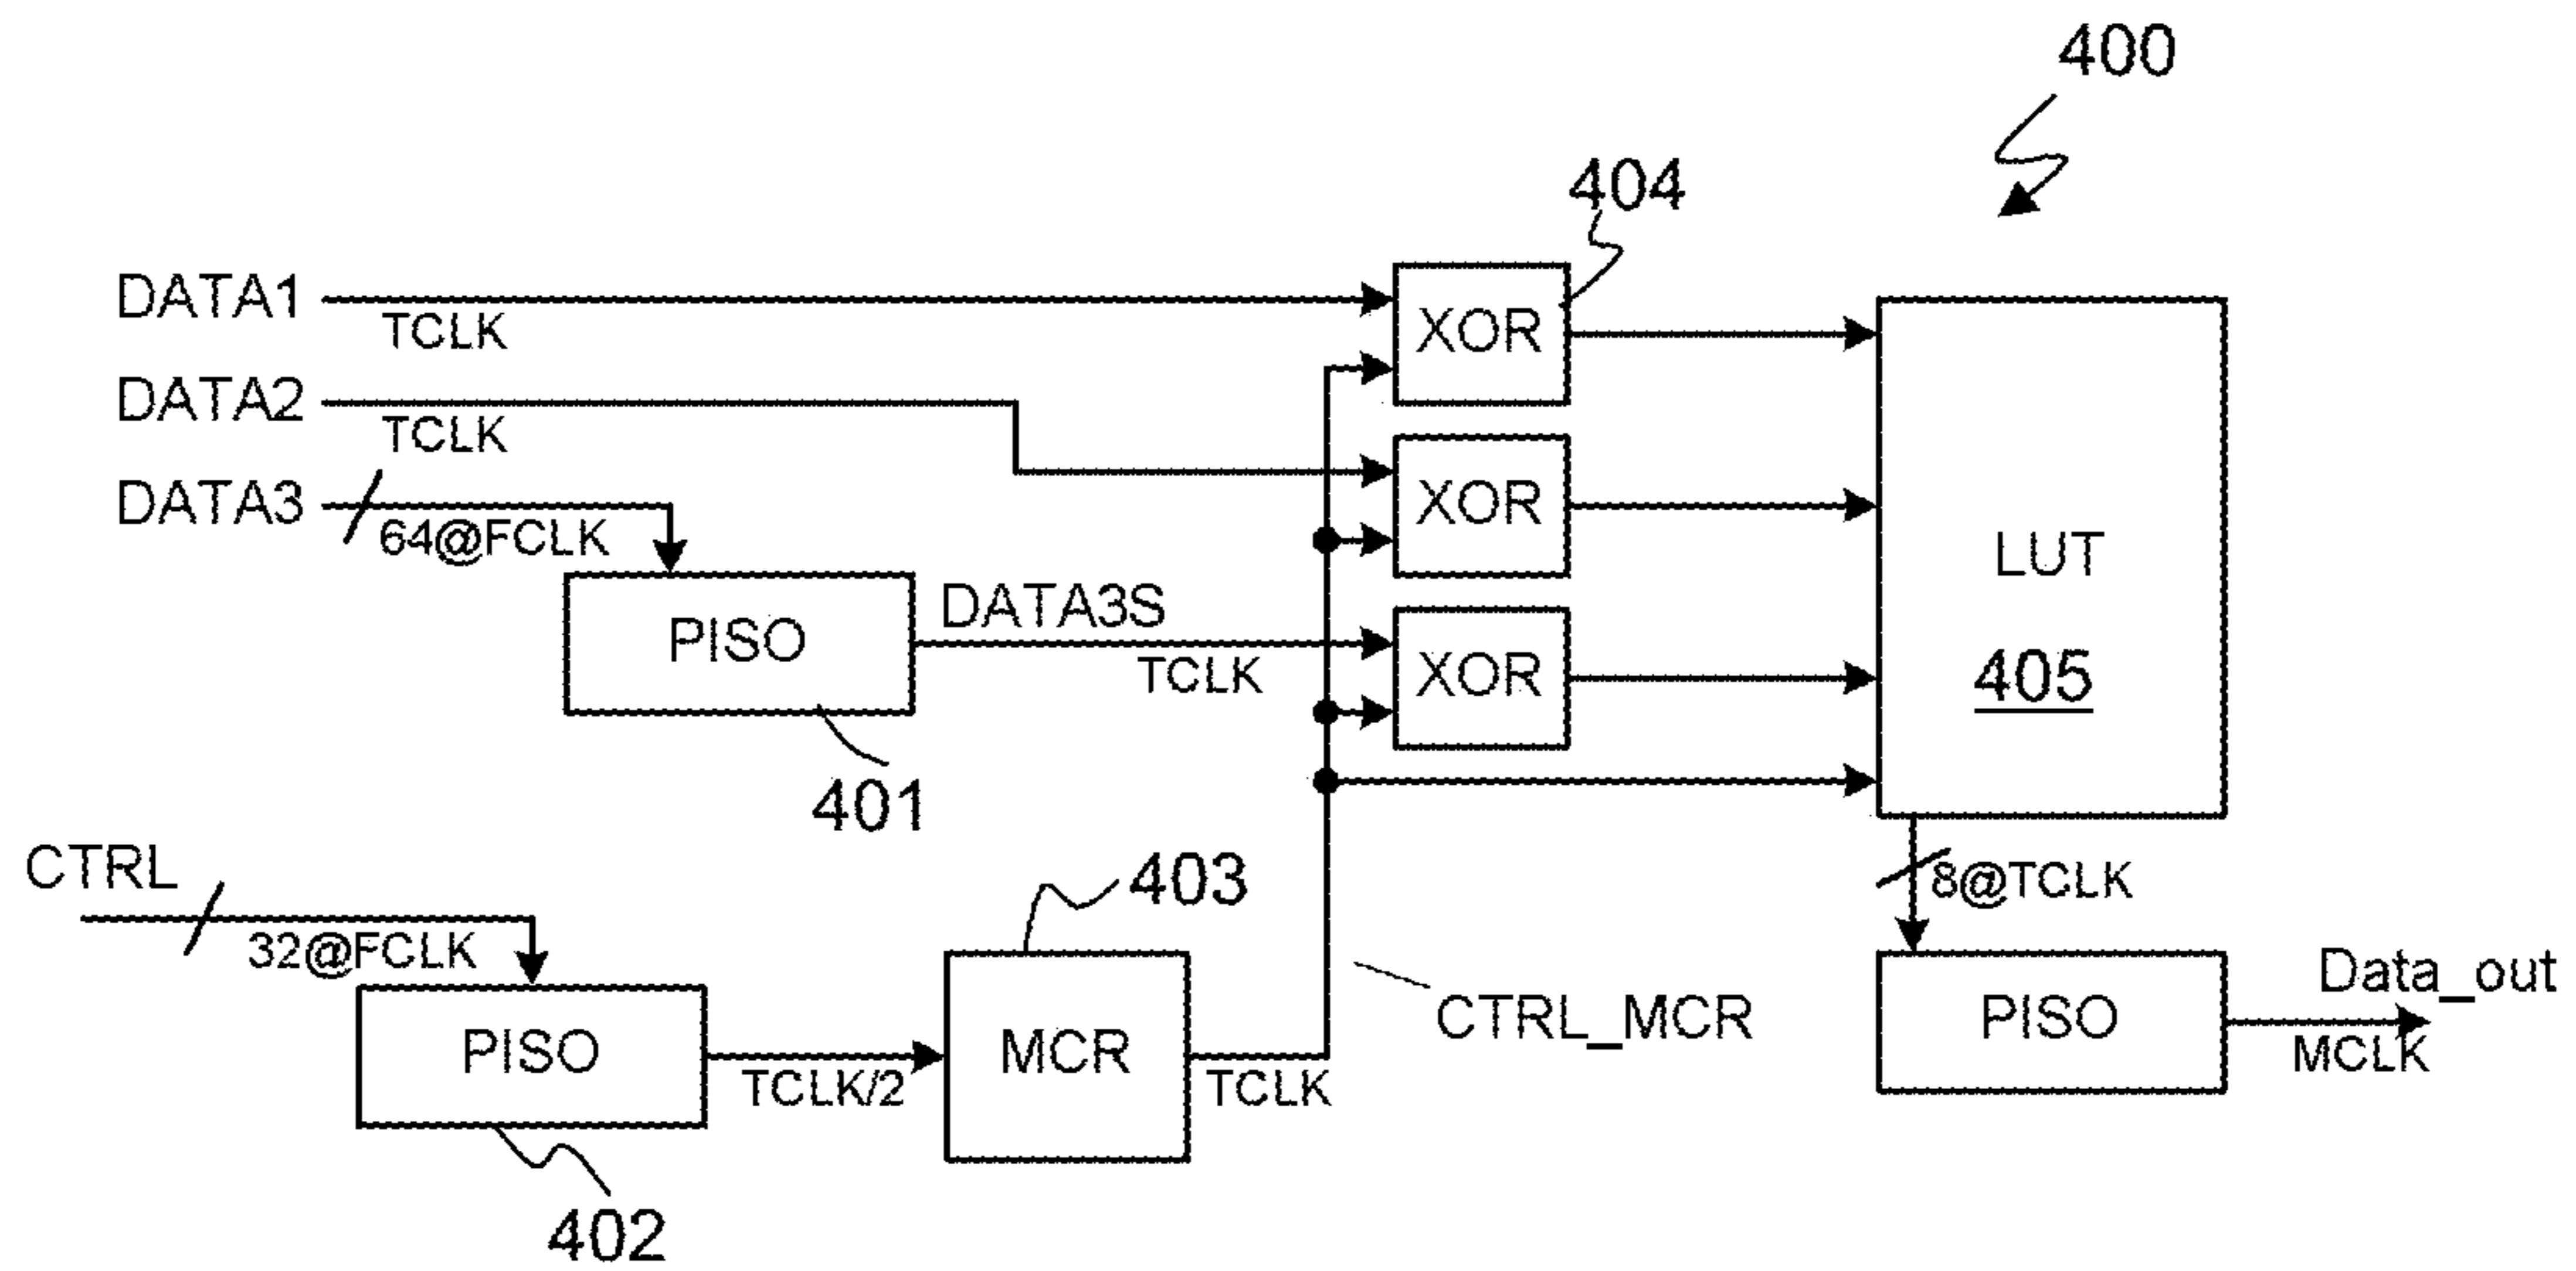 400
404
DATA1
TCLK
XOR
DATA2
TCLK
XOR
DATA3
64@FCLK
LUT
405
PISO
DATA3S
TCLK
XOR
401
CTRL
32@FCLK
403
8@TCLK
PISO
TCLK/2
MCR
TCLK
CTRL_MCR
PISO
Data_out
MCLK
402